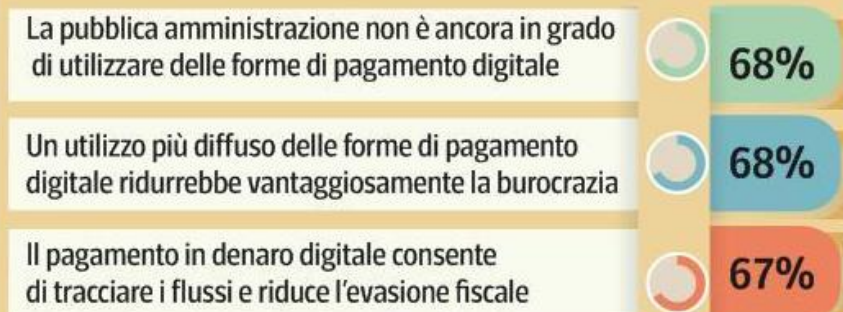 La pubblica amministrazione non è ancora in grado
di utilizzare delle forme di pagamento digitale
68%
Un utilizzo più diffuso delle forme di pagamento
digitale ridurrebbe vantaggiosamente la burocrazia
68%
Il pagamento in denaro digitale consente
di tracciare i flussi e riduce l'evasione fiscale
67%